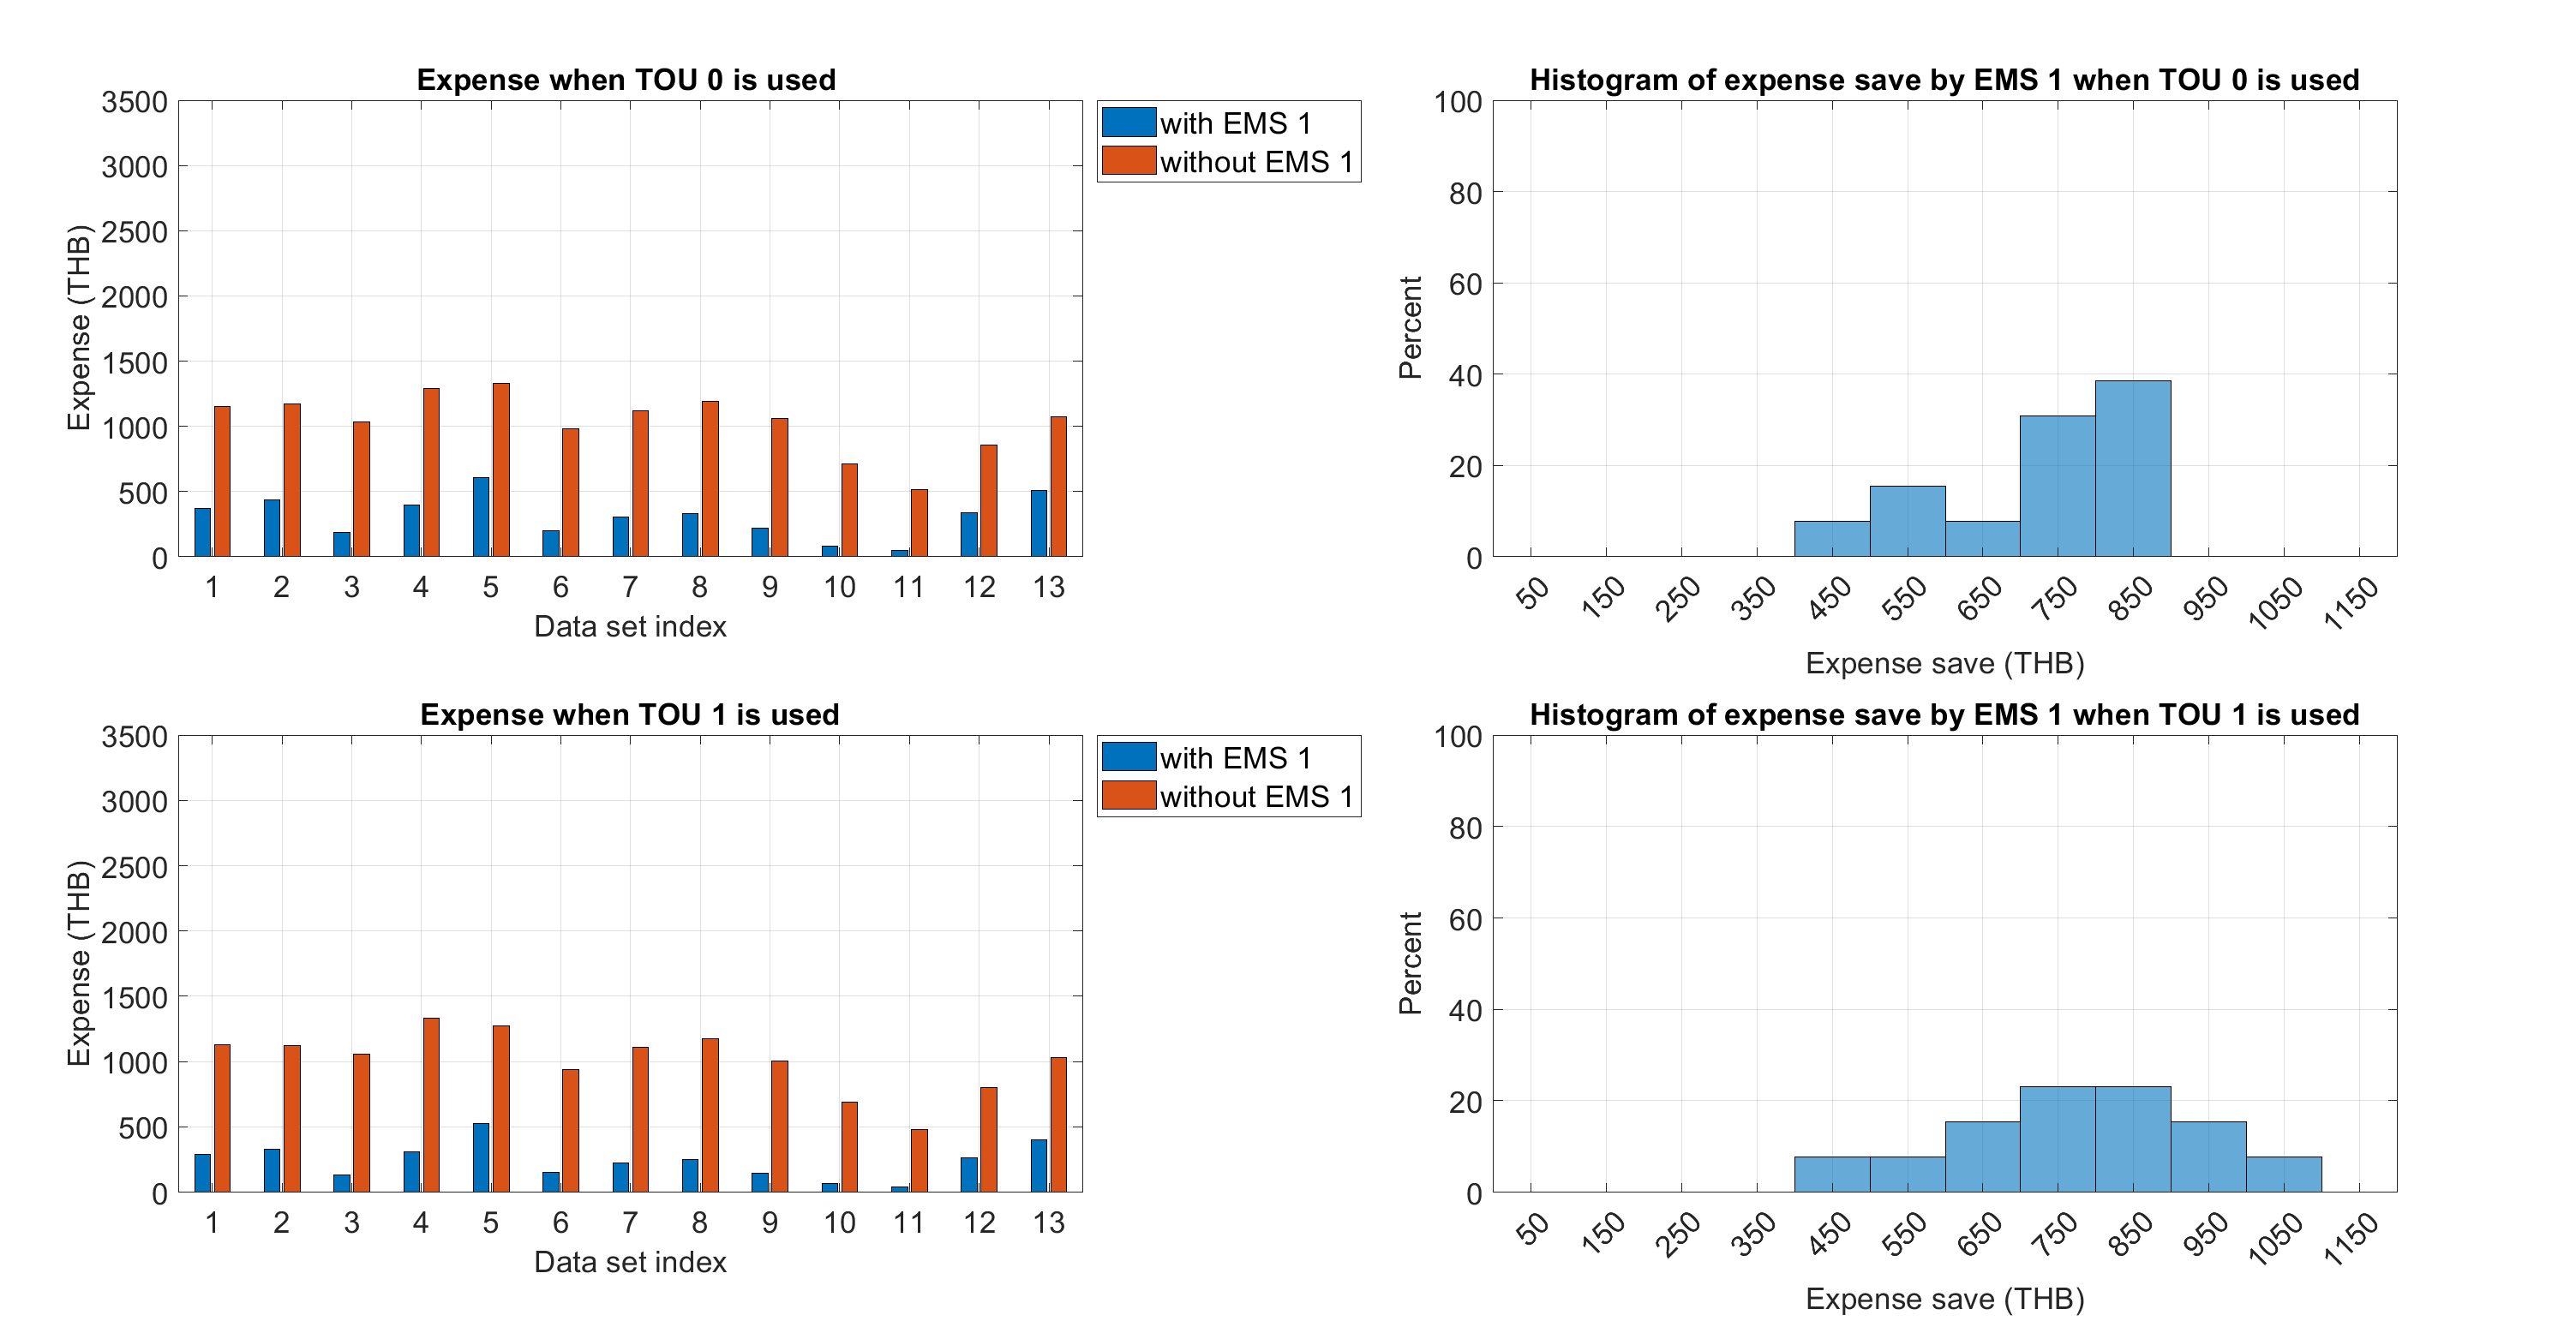 Expense when TOU 0 is used
3500
3000
2500
2000
1500
1000
500
0
Expense (THB)
1 2 3 4 5 6 7 8 9 10 11 12 13
Data set index
with EMS 1
without EMS 1
Histogram of expense save by EMS 1 when TOU 0 is used
100
80
60
40
20
0
Percent
50 150 250 350 450 550 650 750 850 950 1050 1150
Expense save (THB)
Expense when TOU 1 is used
3500
3000
2500
2000
1500
1000
500
0
Expense (THB)
1 2 3 4 5 6 7 8 9 10 11 12 13
Data set index
with EMS 1
without EMS 1
Histogram of expense save by EMS 1 when TOU 1 is used
100
80
60
40
20
0
Percent
50 150 250 350 450 550 650 750 850 950 1050 1150
Expense save (THB)